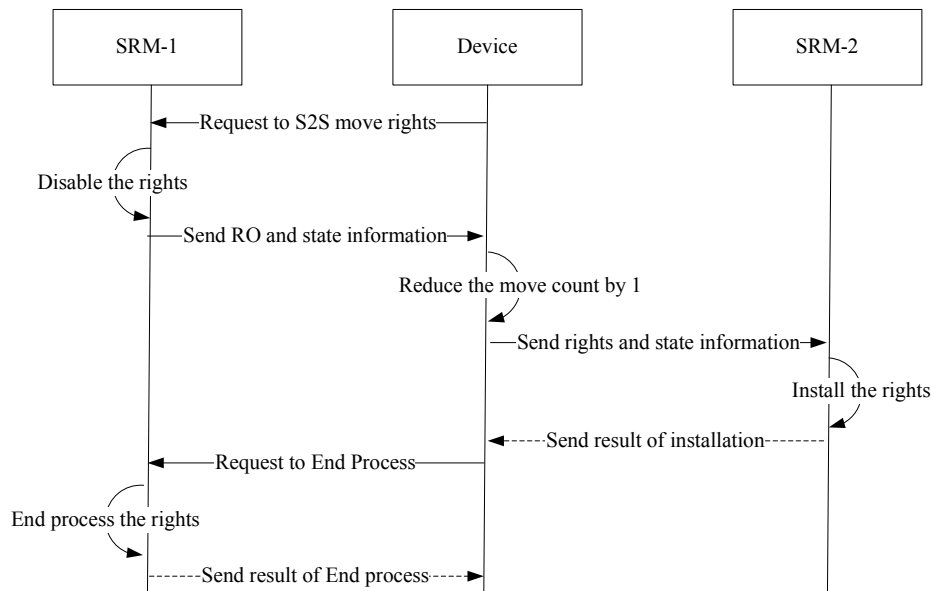 SRM-1
Device
SRM-2
Request to S2S move rights
Disable the rights
Send RO and state information
Reduce the move count by 1
Send rights and state information
Install the rights
Send result of installation
Request to End Process
End process the rights
Send result of End process